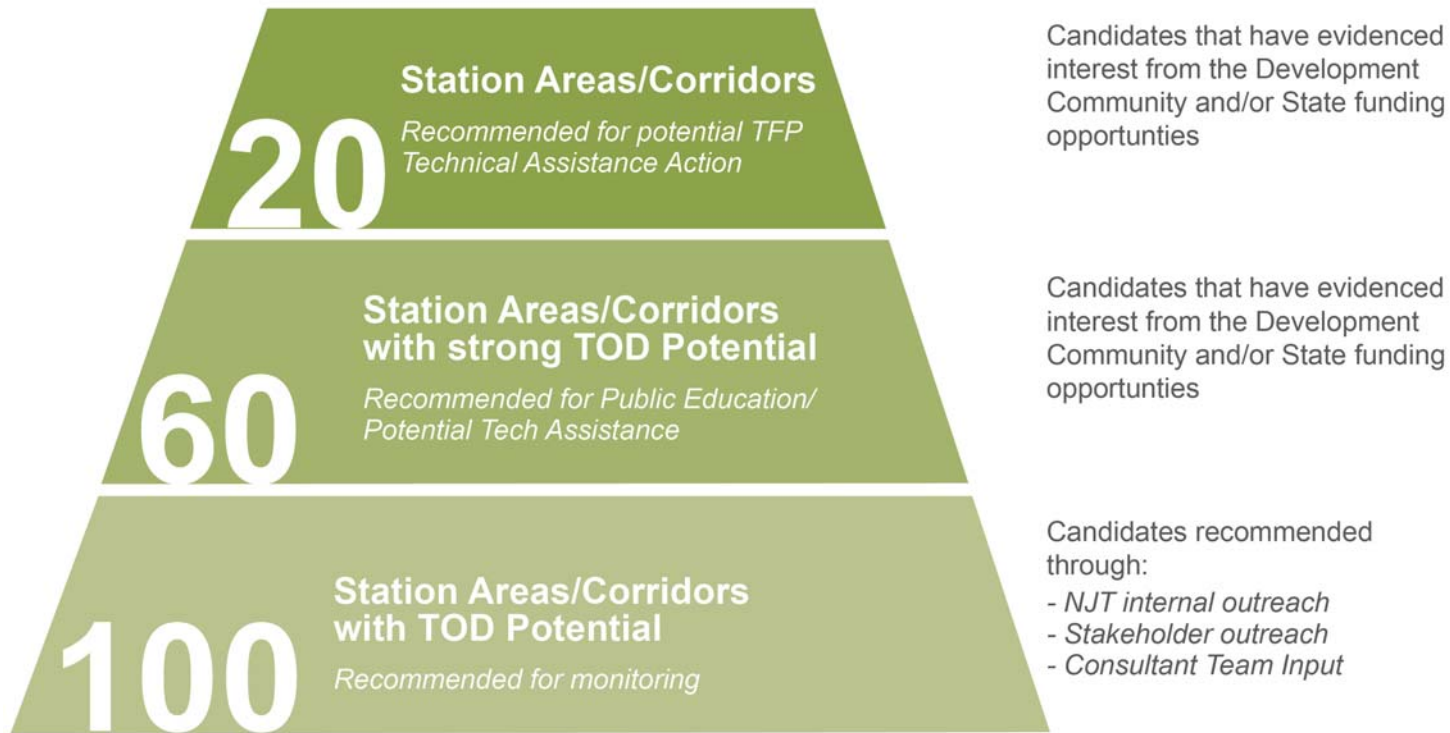 20
Station Areas/Corridors
Recommended for potential TFP
Technical Assistance Action
Candidates that have evidenced
interest from the Development
Community and/or State funding
opportunties
60
Station Areas/Corridors
with strong TOD Potential
Recommended for Public Education/
Potential Tech Assistance
Candidates that have evidenced
interest from the Development
Community and/or State funding
opportunties
100
Station Areas/Corridors
with TOD Potential
Recommended for monitoring
Candidates recommended
through:
- NJT internal outreach
- Stakeholder outreach
- Consultant Team Input